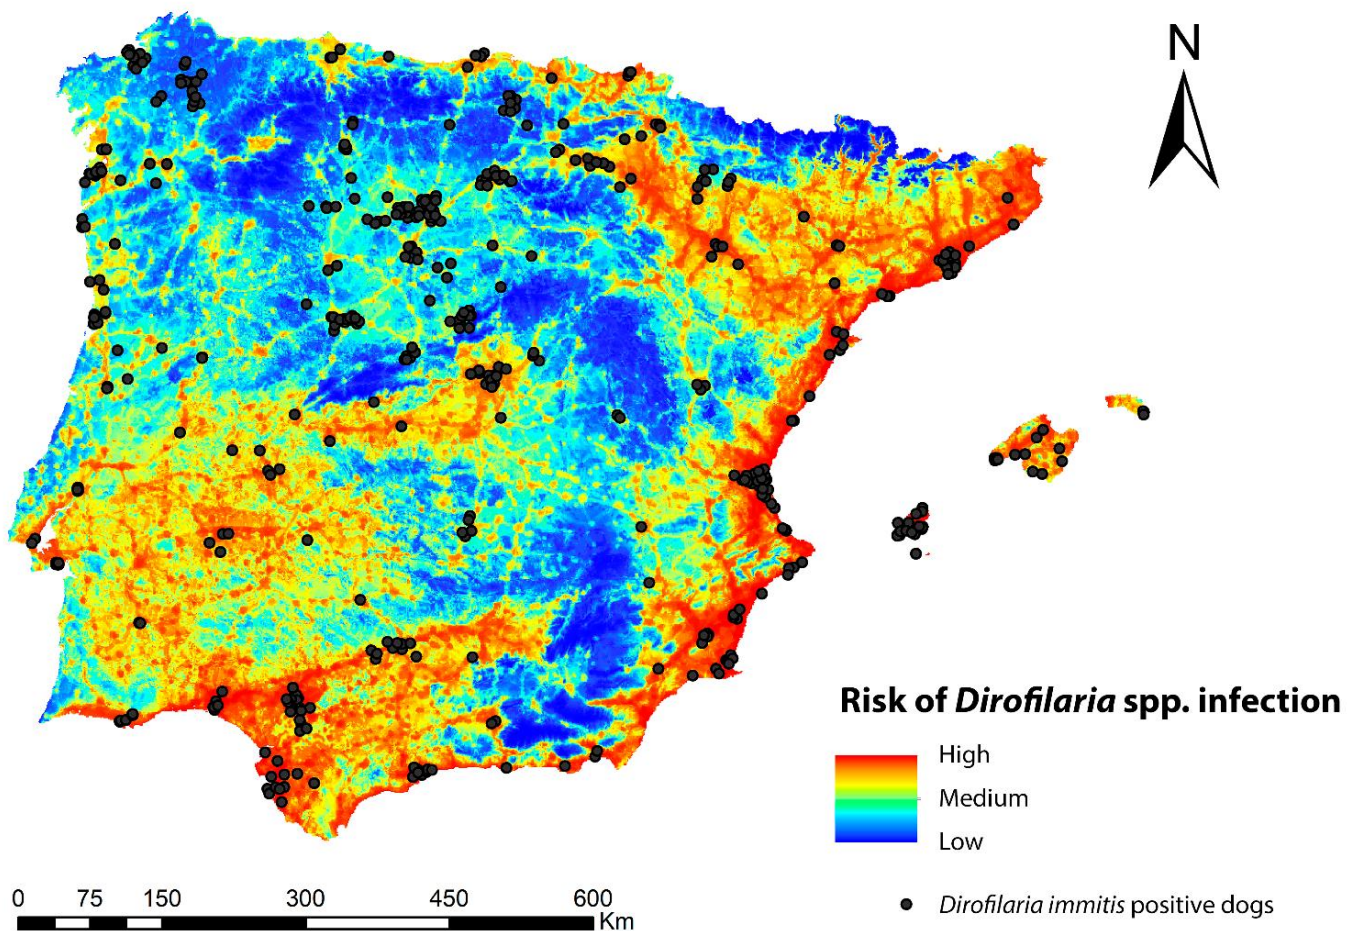 N
Risk of Dirofilaria spp. infection
High
Medium
Low
0 75 150 300 450 600
Km
Dirofilaria immitis positive dogs